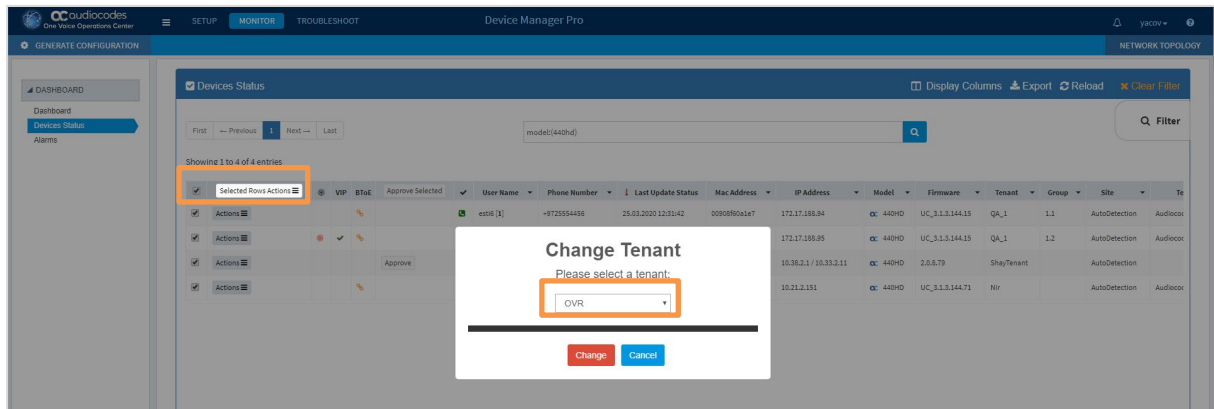 audiocodes
One Voice Operations Center
SETUP MONITOR TROUBLESHOOT Device Manager Pro yacov
GENERATE CONFIGURATION NETWORK TOPOLOGY
DASHBOARD
Dashboard
Devices Status
Alarms
Devices Status Display Columns Export Reload Clear Filter
First ← Previous 1 Next → Last model:(440hd) Filter
Showing 1 to 4 of 4 entries
Selected Rows Actions VIP BToE Approve Selected User Name Phone Number Last Update Status Mac Address IP Address Model Firmware Tenant Group Site Te
Actions esti6 [1] +9725554456 25.03.2020 12:31:42 00908f80a1e7 172.17.188.94 440HD UC_3.1.3.144.15 QA_1 1.1 AutoDetection Audiococ
Actions 172.17.188.95 440HD UC_3.1.3.144.15 QA_1 1.2 AutoDetection Audiococ
Actions Approve 10.38.2.1 / 10.33.2.11 440HD 2.0.8.79 ShayTenant AutoDetection
Actions 10.21.2.151 440HD UC_3.1.3.144.71 Nir AutoDetection Audiococ
Change Tenant
Please select a tenant:
OVR
Change Cancel